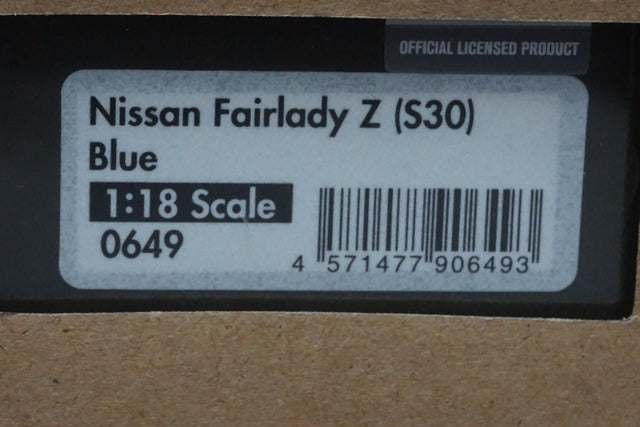 OFFICIAL LICENSED PRODUCT
Nissan Fairlady Z (S30)
Blue
1:18 Scale
0649
4 571477 906493